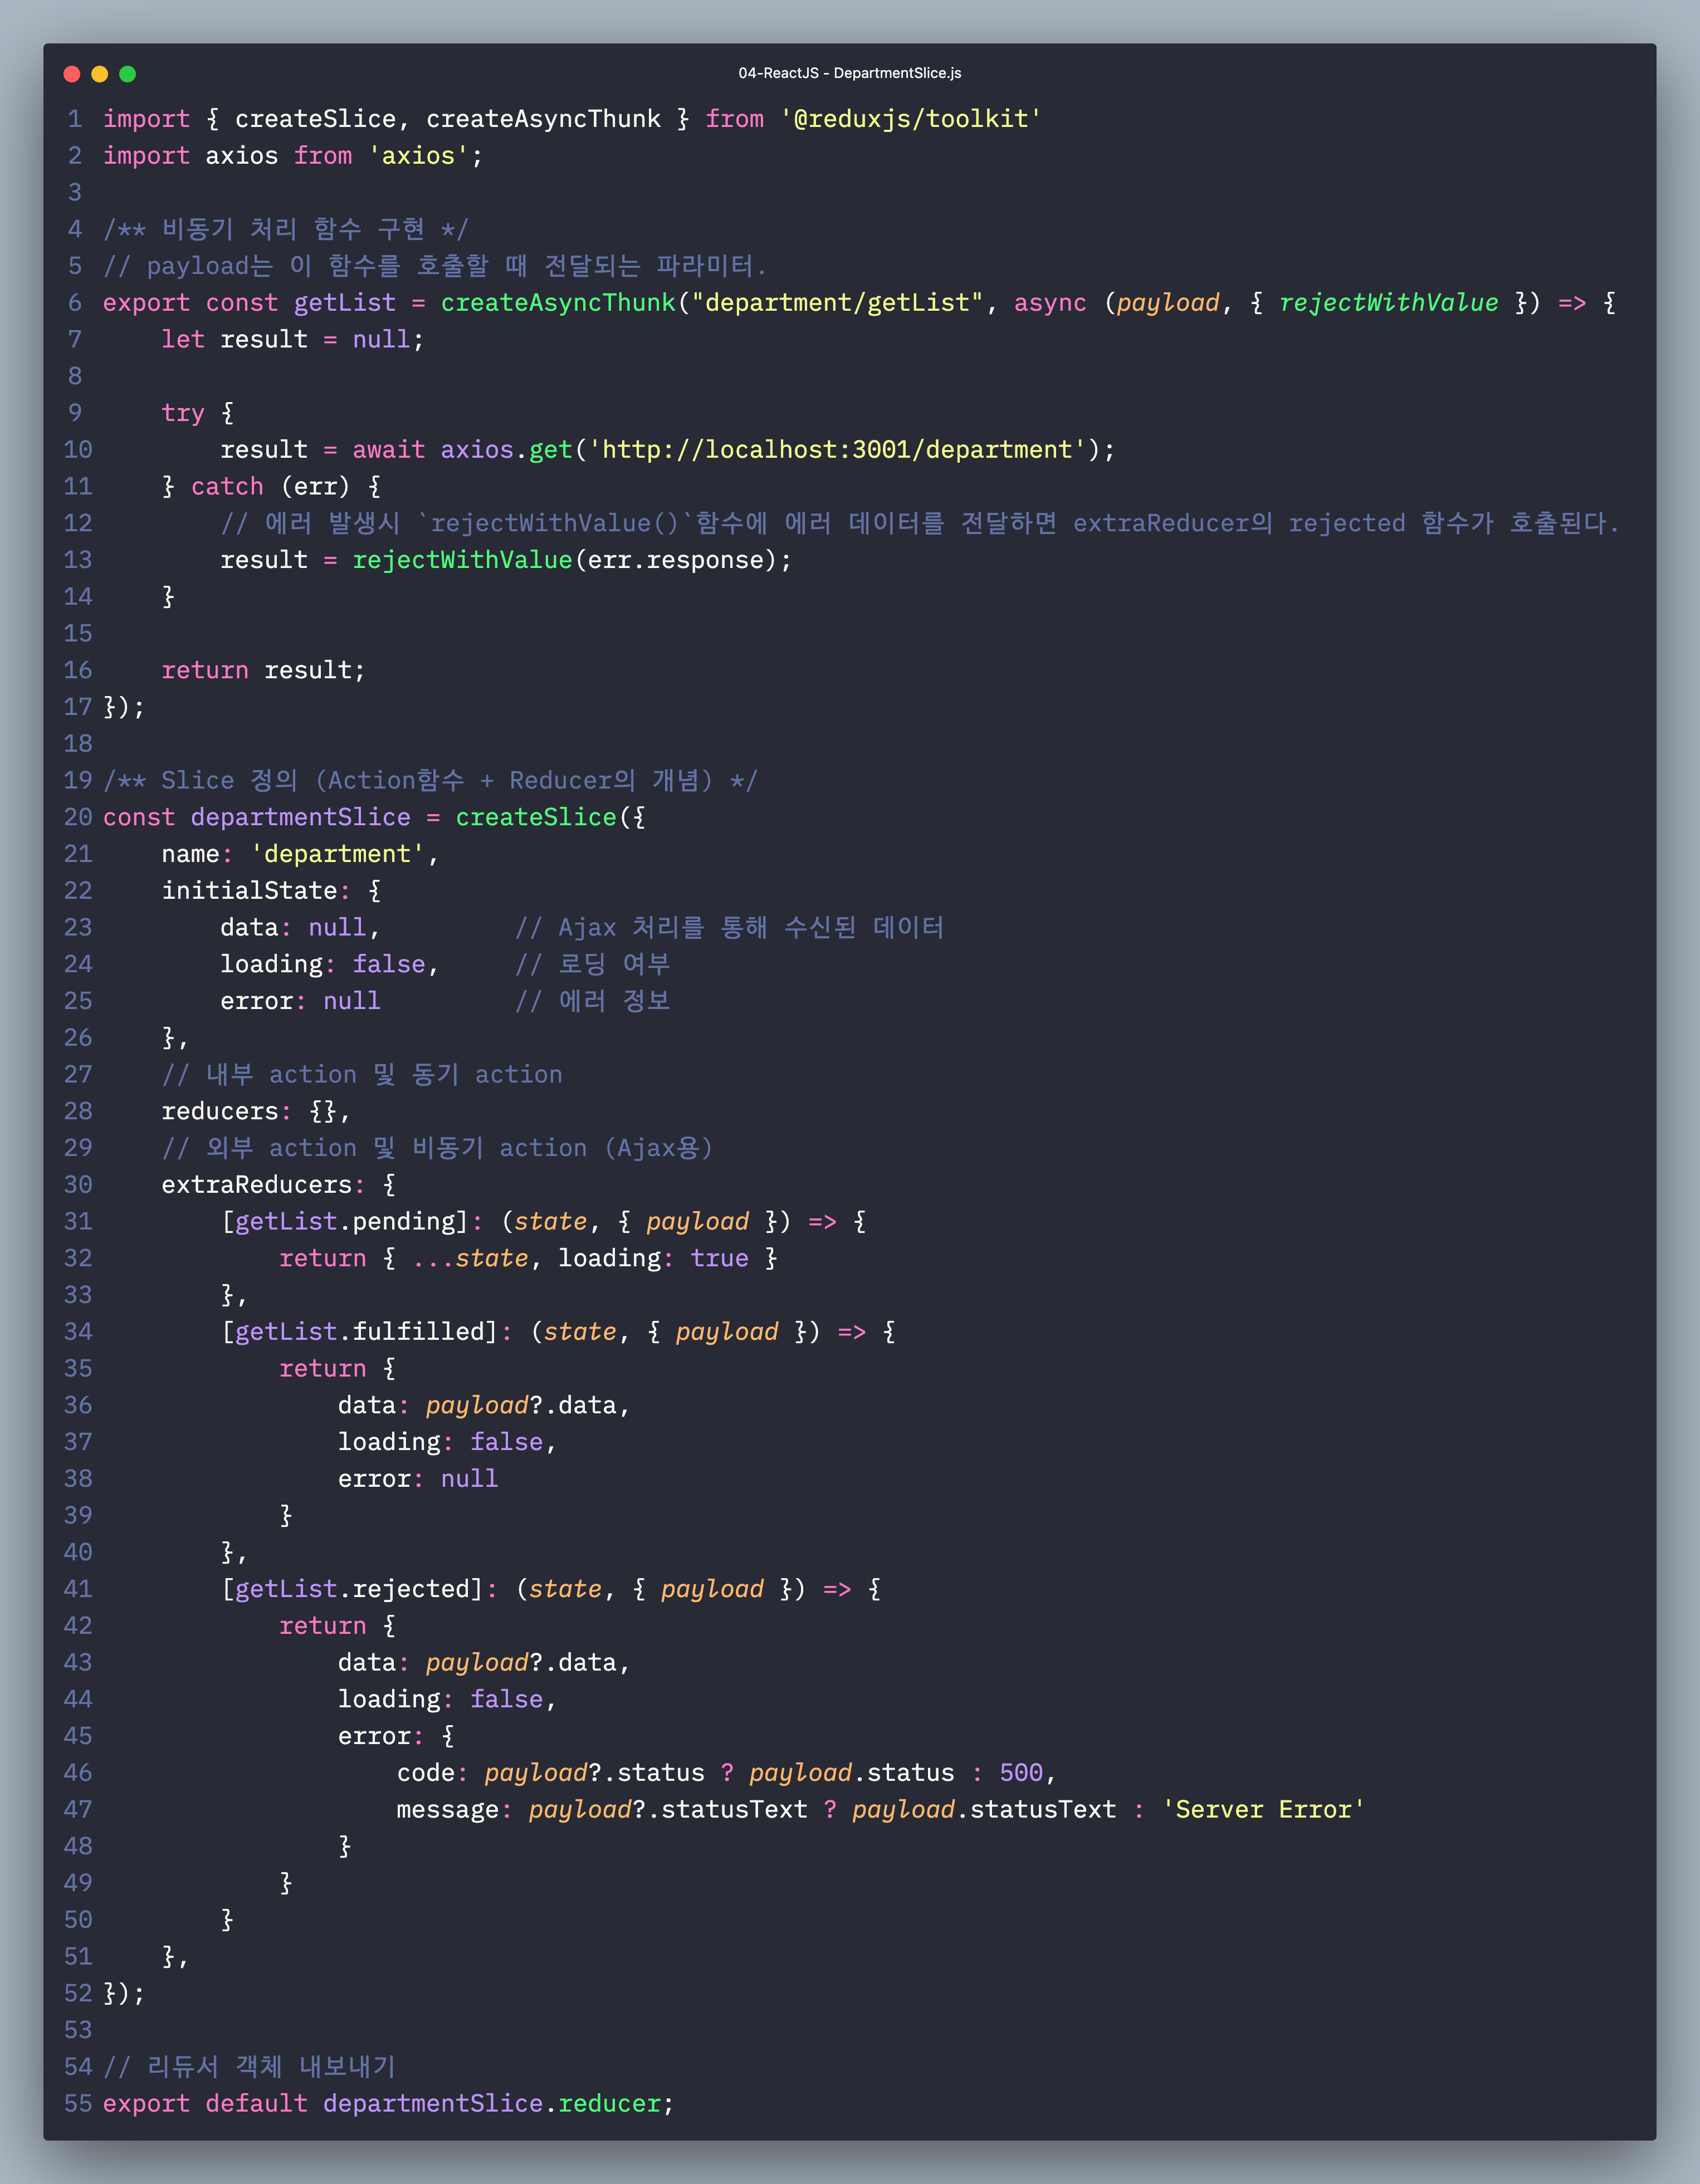 04-ReactJS - DepartmentSlice.js
1 import { createSlice, createAsyncThunk } from '@reduxjs/toolkit'
2 import axios from 'axios';
3
4 /** 비동기 처리 함수 구현 */
5 // payload는 이 함수를 호출할 때 전달되는 파라미터.
6 export const getList = createAsyncThunk("department/getList", async (payload, { rejectWithValue }) => {
7     let result = null;
8
9     try {
10         result = await axios.get('http://localhost:3001/department');
11     } catch (err) {
12         // 에러 발생시 `rejectWithValue()`함수에 에러 데이터를 전달하면 extraReducer의 rejected 함수가 호출된다.
13         result = rejectWithValue(err.response);
14     }
15
16     return result;
17 });
18
19 /** Slice 정의 (Action함수 + Reducer의 개념) */
20 const departmentSlice = createSlice({
21     name: 'department',
22     initialState: {
23         data: null,         // Ajax 처리를 통해 수신된 데이터
24         loading: false,     // 로딩 여부
25         error: null         // 에러 정보
26     },
27     // 내부 action 및 동기 action
28     reducers: {},
29     // 외부 action 및 비동기 action (Ajax용)
30     extraReducers: {
31         [getList.pending]: (state, { payload }) => {
32             return { ...state, loading: true }
33         },
34         [getList.fulfilled]: (state, { payload }) => {
35             return {
36                 data: payload?.data,
37                 loading: false,
38                 error: null
39             }
40         },
41         [getList.rejected]: (state, { payload }) => {
42             return {
43                 data: payload?.data,
44                 loading: false,
45                 error: {
46                     code: payload?.status ? payload.status : 500,
47                     message: payload?.statusText ? payload.statusText : 'Server Error'
48                 }
49             }
50         }
51     },
52 });
53
54 // 리듀서 객체 내보내기
55 export default departmentSlice.reducer;